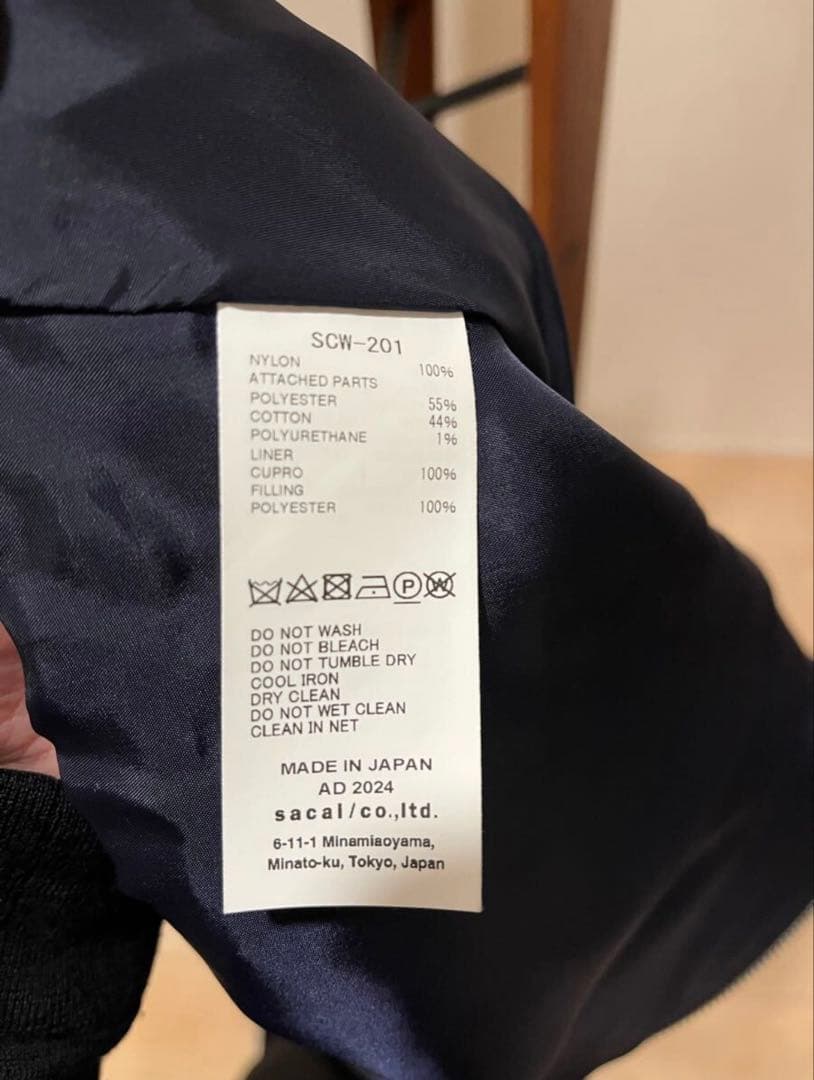 SCW-201
NYLON 100%
ATTACHED PARTS
POLYESTER 55%
COTTON 44%
POLYURETHANE 1%
LINER
CUPRO 100%
FILLING
POLYESTER 100%
P W
DO NOT WASH
DO NOT BLEACH
DO NOT TUMBLE DRY
COOL IRON
DRY CLEAN
DO NOT WET CLEAN
CLEAN IN NET
MADE IN JAPAN
AD 2024
sacai/co.,ltd.
6-11-1 Minamiaoyama,
Minato-ku, Tokyo, Japan